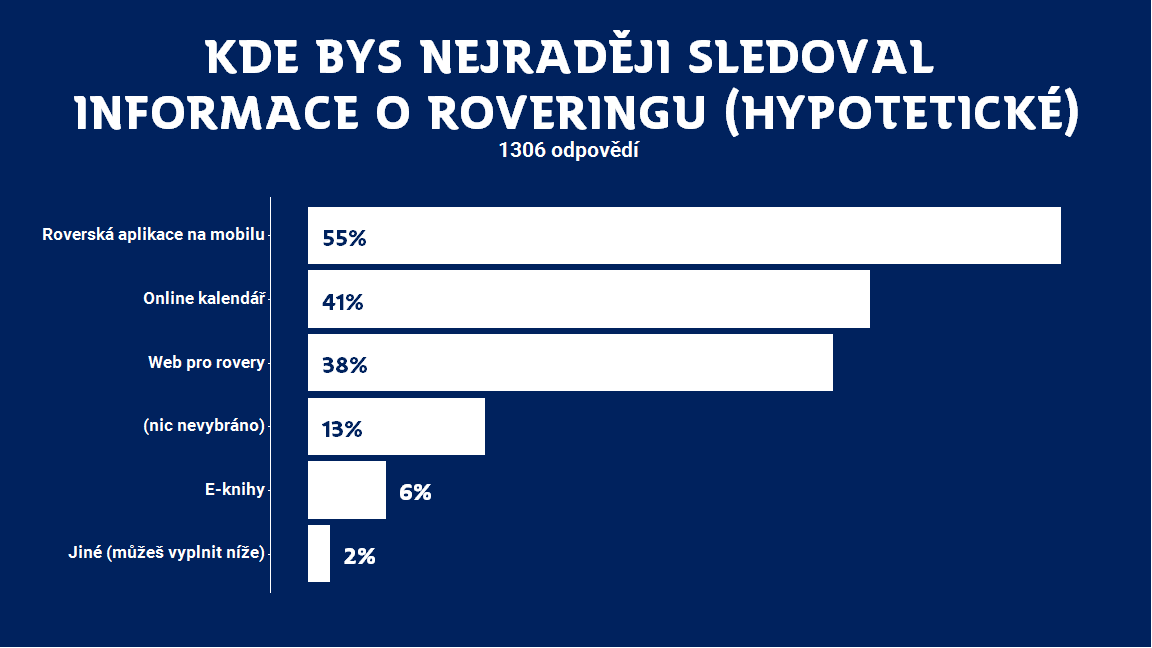 KDE BYS NEJRADĚJI SLEDOVAL
INFORMACE O ROVERINGU (HYPOTETICKÉ)
1306 odpovědí
Roverská aplikace na mobilu
55%
Online kalendář
41%
Web pro rovery
38%
(nic nevybráno)
13%
E-knihy
6%
Jiné (můžeš vyplnit níže)
2%